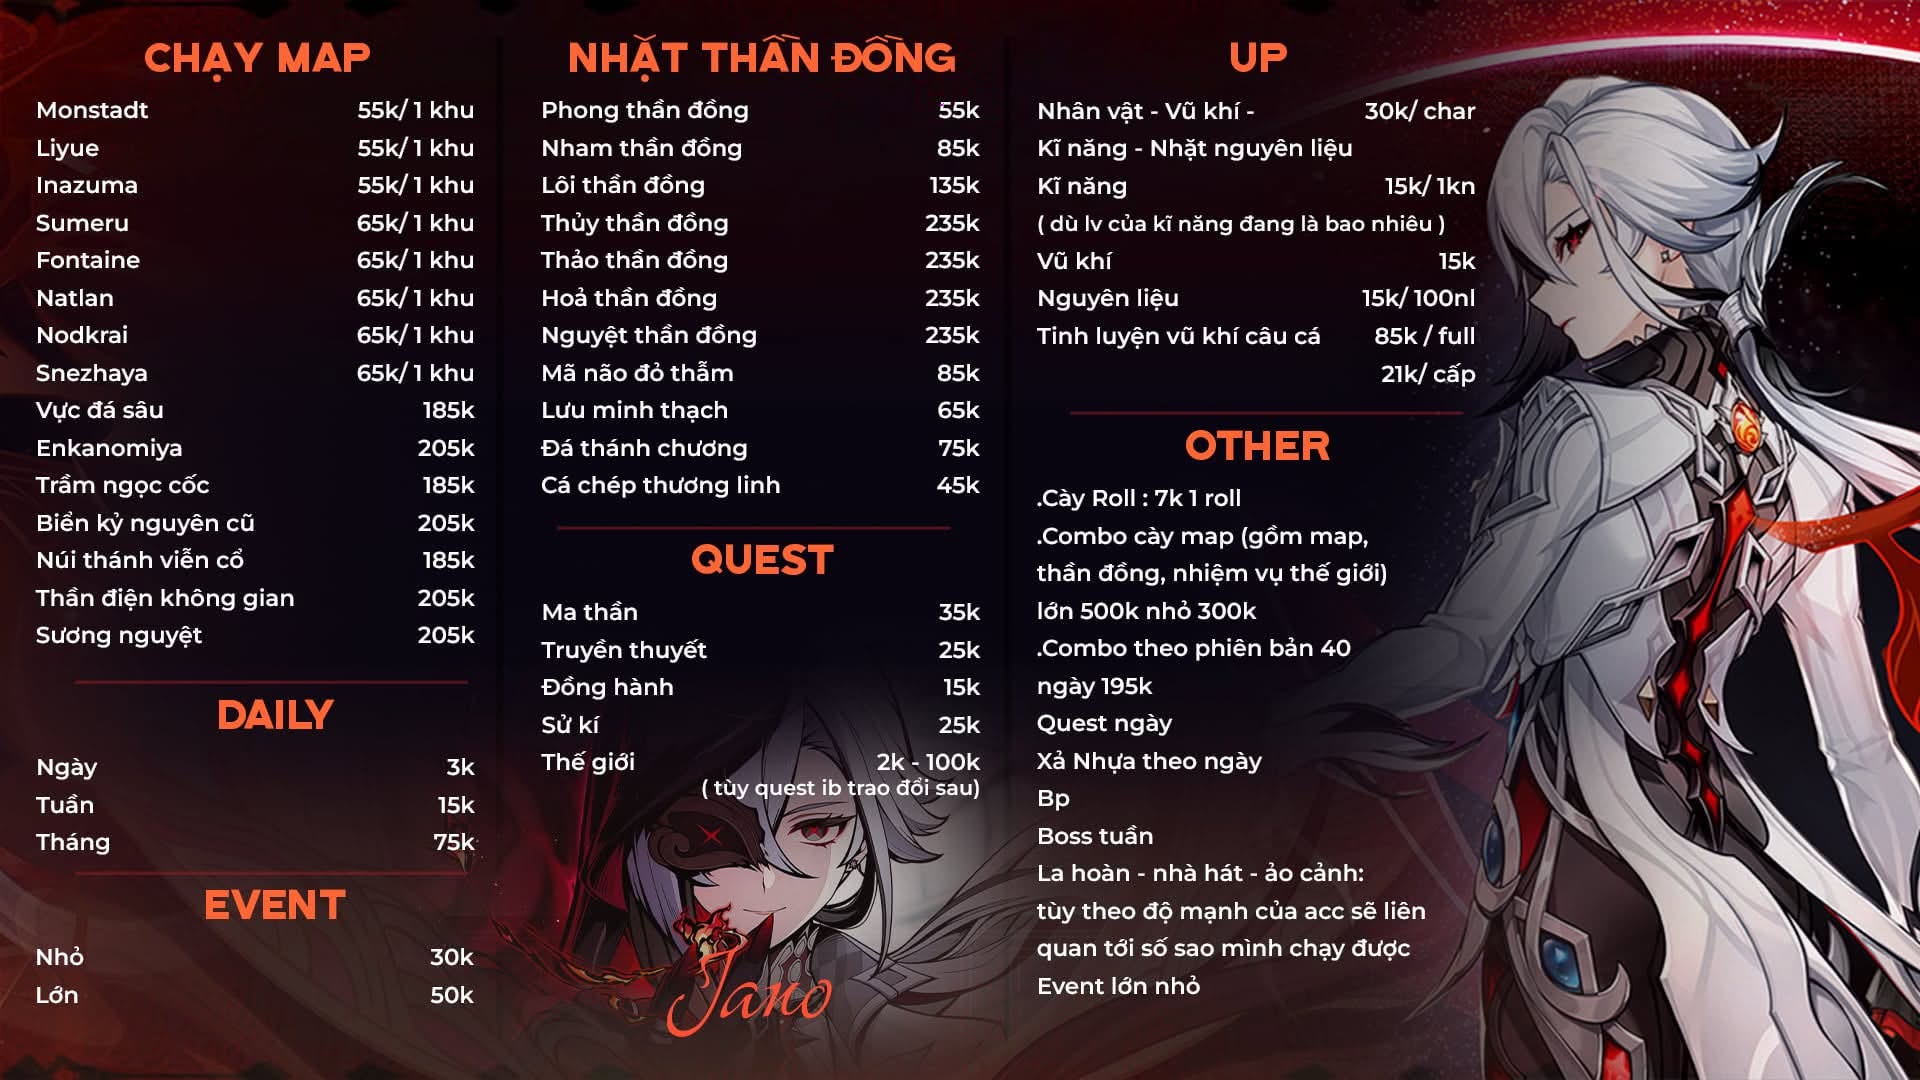 CHẠY MAP
Monstadt 55k/ 1 khu
Liyue 55k/ 1 khu
Inazuma 55k/ 1 khu
Sumeru 65k/ 1 khu
Fontaine 65k/ 1 khu
Natlan 65k/ 1 khu
Nodkrai 65k/ 1 khu
Snezhaya 65k/ 1 khu
Vực đá sâu 185k
Enkanomiya 205k
Trầm ngọc cốc 185k
Biển kỷ nguyên cũ 205k
Núi thánh viễn cổ 185k
Thần điện không gian 205k
Sương nguyệt 205k
DAILY
Ngày 3k
Tuần 15k
Tháng 75k
EVENT
Nhỏ 30k
Lớn 50k
NHẶT THẦN ĐỒNG
Phong thần đồng 55k
Nham thần đồng 85k
Lôi thần đồng 135k
Thủy thần đồng 235k
Thảo thần đồng 235k
Hoả thần đồng 235k
Nguyệt thần đồng 235k
Mã não đỏ thẫm 85k
Lưu minh thạch 65k
Đá thánh chương 75k
Cá chép thương linh 45k
QUEST
Ma thần 35k
Truyền thuyết 25k
Đồng hành 15k
Sử kí 25k
Thế giới 2k - 100k
( tùy quest ib trao đổi sau)
Jano
UP
Nhân vật - Vũ khí - 30k/ char
Kĩ năng - Nhặt nguyên liệu
Kĩ năng 15k/ 1kn
( dù lv của kĩ năng đang là bao nhiêu )
Vũ khí 15k
Nguyên liệu 15k/ 100nl
Tinh luyện vũ khí câu cá 85k / full
21k/ cấp
OTHER
.Cày Roll : 7k 1 roll
.Combo cày map (gồm map,
thần đồng, nhiệm vụ thế giới)
lớn 500k nhỏ 300k
.Combo theo phiên bản 40
ngày 195k
Quest ngày
Xả Nhựa theo ngày
Bp
Boss tuần
La hoàn - nhà hát - ảo cảnh:
tùy theo độ mạnh của acc sẽ liên
quan tới số sao mình chạy được
Event lớn nhỏ